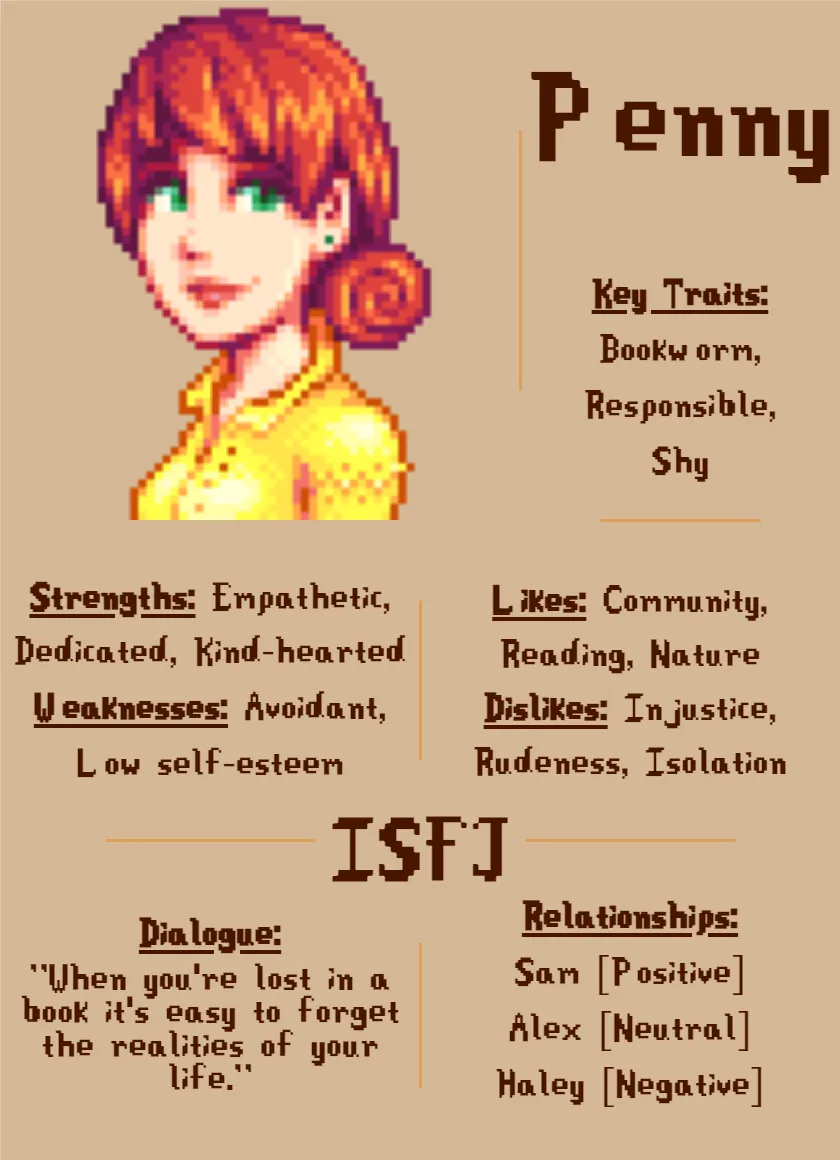 Penny
Key Traits:
Bookworm,
Responsible,
Shy
Strengths: Empathetic,
Dedicated, Kind-hearted
Weaknesses: Avoidant,
Low self-esteem
Likes: Community,
Reading, Nature
Dislikes: Injustice,
Rudeness, Isolation
ISFJ
Dialogue:
"When you're lost in a
book it's easy to forget
the realities of your
life."
Relationships:
Sam [Positive]
Alex [Neutral]
Haley [Negative]